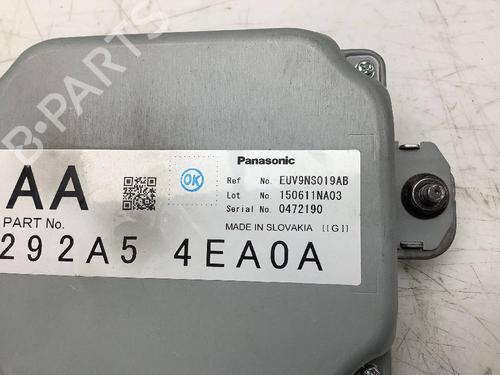 B-PARTS
AA
OK
Panasonic
Ref No. EUV9NS019AB
Lot No. 150611NA03
Serial No. 0472190
PART No.
MADE IN SLOVAKIA [[G]]
292A5 4EA0A